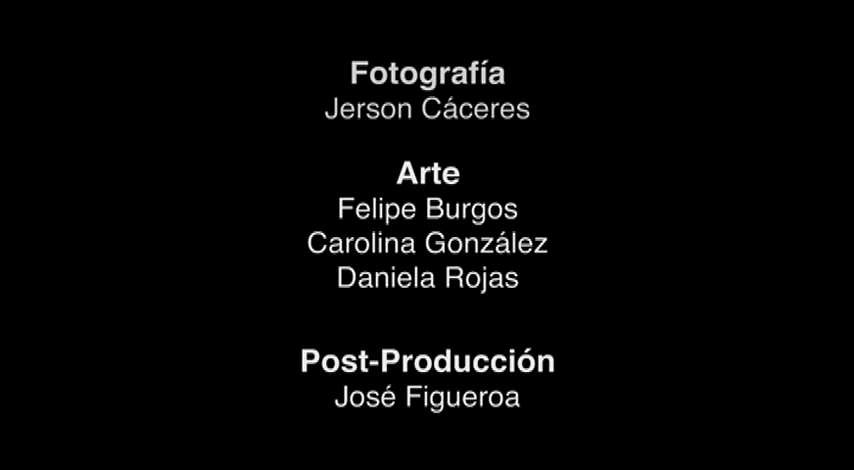 Fotografía
Jerson Cáceres
Arte
Felipe Burgos
Carolina González
Daniela Rojas
Post-Producción
José Figueroa